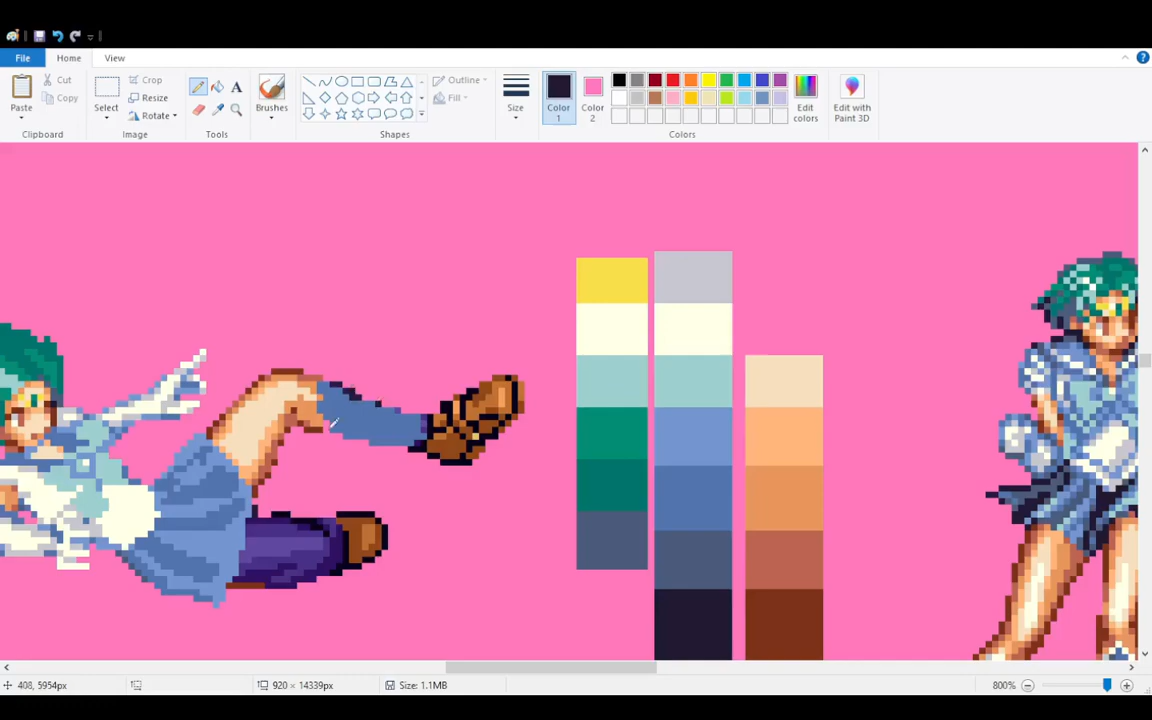 File Home View
Paste
Cut
Copy
Clipboard
Select
Crop
Resize
Rotate
Image
A
Tools
Brushes
Outline
Fill
Shapes
Size
Color 1
Color 2
Edit colors
Colors
Edit with Paint 3D
408, 5954px
920 × 14339px
Size: 1.1MB
800%